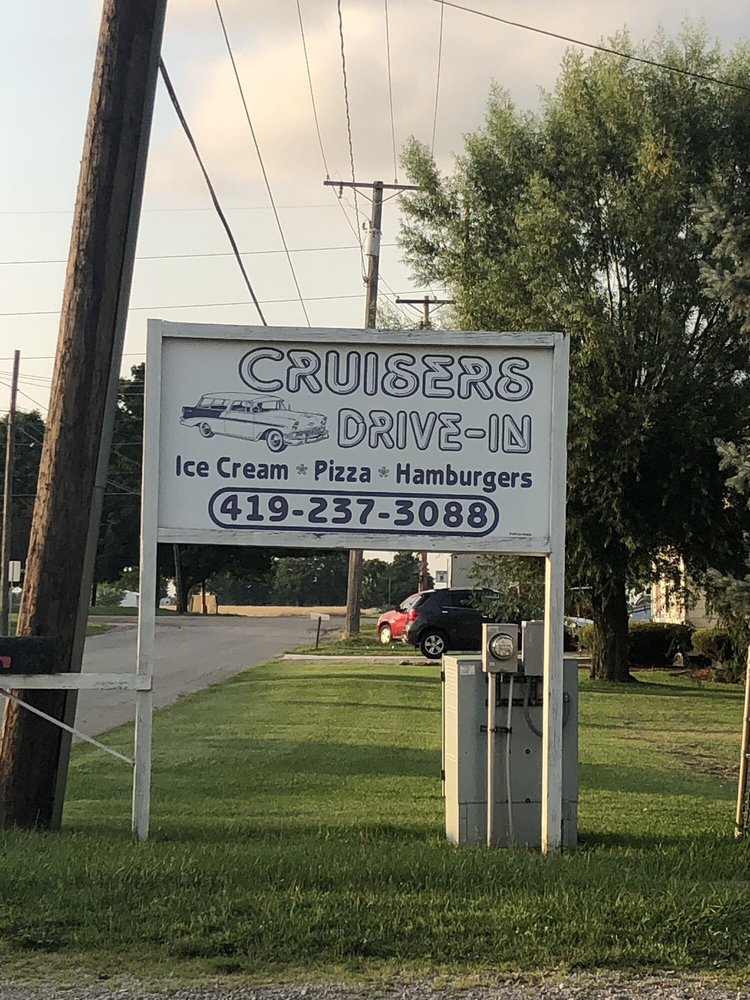 CRUISERS
DRIVE-IN
Ice Cream * Pizza * Hamburgers
419-237-3088